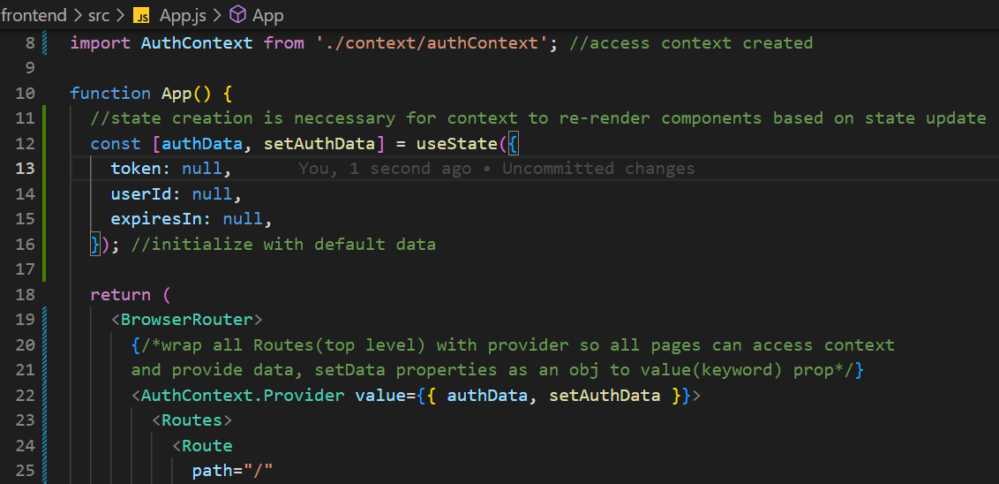 frontend > src > JS App.js > App
8 import AuthContext from './context/authContext'; //access context created
9
10 function App() {
11 //state creation is neccessary for context to re-render components based on state update
12 const [authData, setAuthData] = useState({
13 token: null, You, 1 second ago • Uncommitted changes
14 userId: null,
15 expiresIn: null,
16 }); //initialize with default data
17
18 return (
19 <BrowserRouter>
20 {/*wrap all Routes(top level) with provider so all pages can access context
21 and provide data, setData properties as an obj to value(keyword) prop*/}
22 <AuthContext.Provider value={{ authData, setAuthData }}>
23 <Routes>
24 <Route
25 path="/"